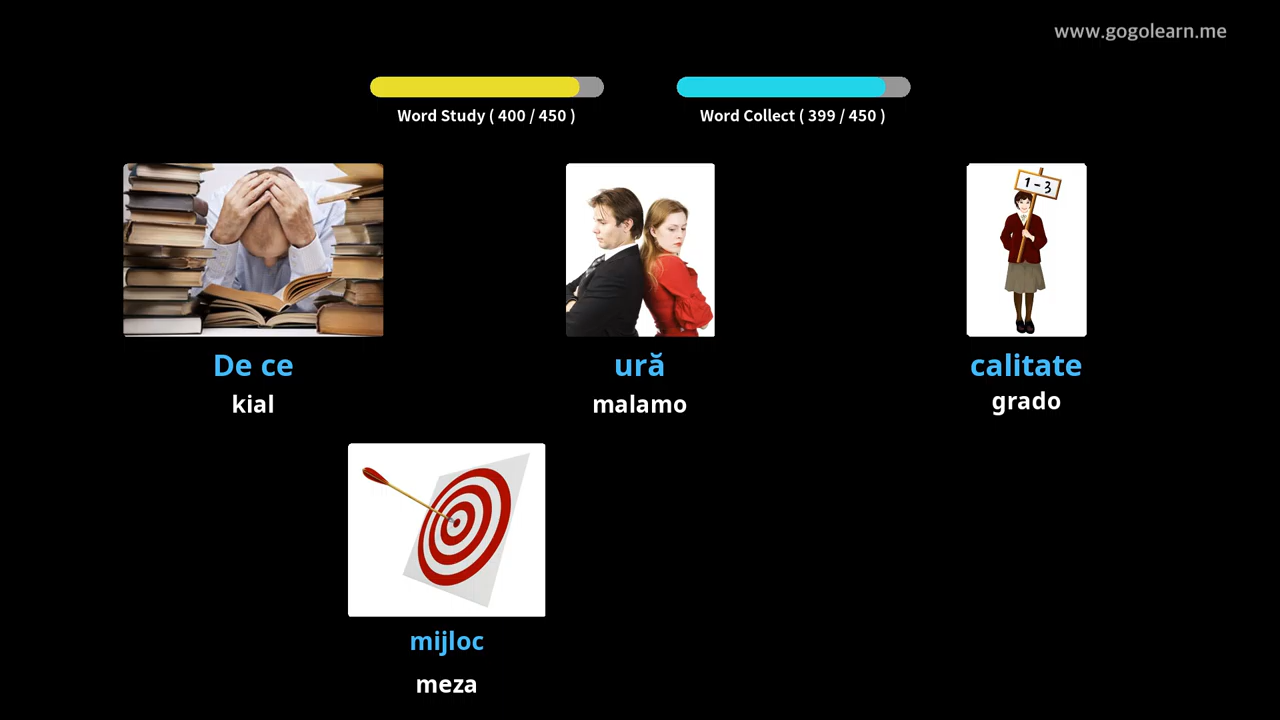 www.gogolearn.me
Word Study ( 400 / 450 )
Word Collect ( 399 / 450 )
1 - 3
De ce
ură
calitate
kial
malamo
grado
mijloc
meza